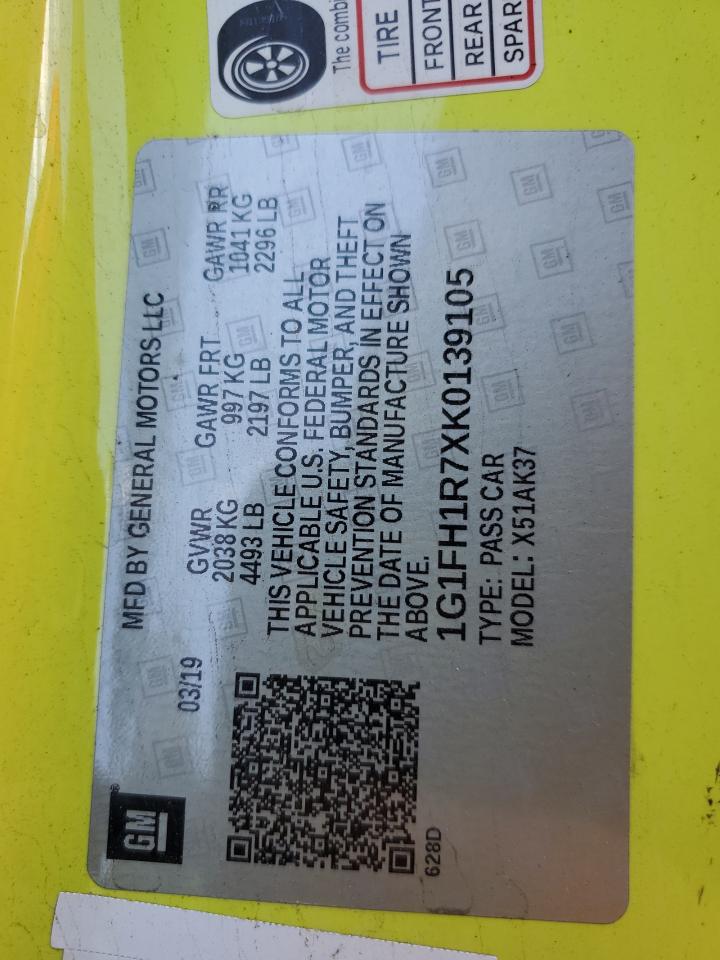 The combi
TIRE
FRONT
REAR
SPAR
GM
MFD BY GENERAL MOTORS LLC
03/19
GVWR GAWR FRT GAWR RR
2038 KG 997 KG 1041 KG
4493 LB 2197 LB 2296 LB
THIS VEHICLE CONFORMS TO ALL
APPLICABLE U.S. FEDERAL MOTOR
VEHICLE SAFETY, BUMPER, AND THEFT
PREVENTION STANDARDS IN EFFECT ON
THE DATE OF MANUFACTURE SHOWN
ABOVE.
1G1FH1R7XK0139105
TYPE: PASS CAR
MODEL: X51AK37
628D